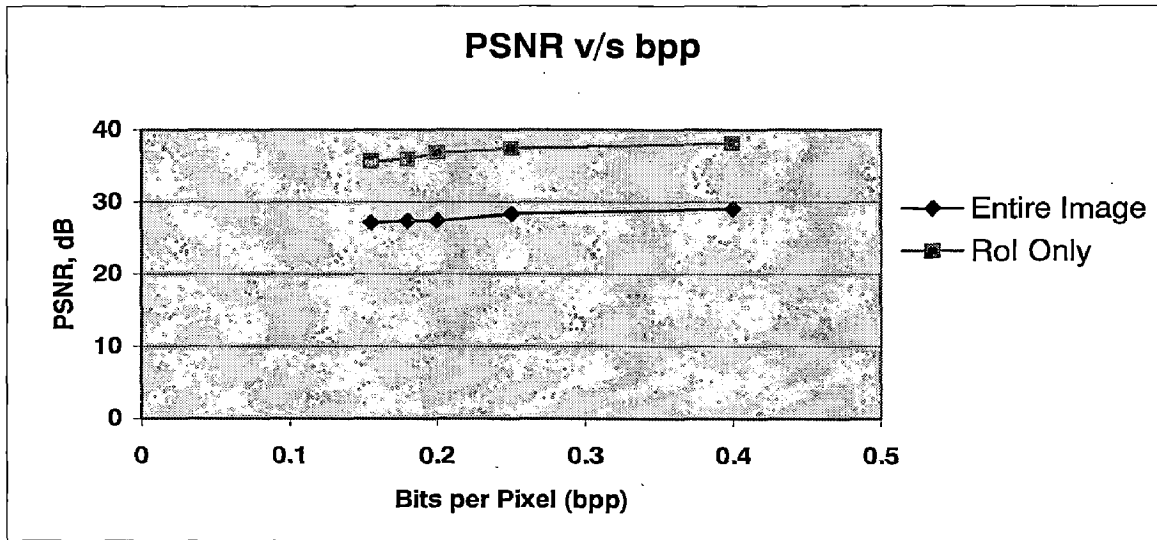 PSNR v/s bpp
40
30
20
10
0
PSNR, dB
0 0.1 0.2 0.3 0.4 0.5
Bits per Pixel (bpp)
Entire Image
RoI Only